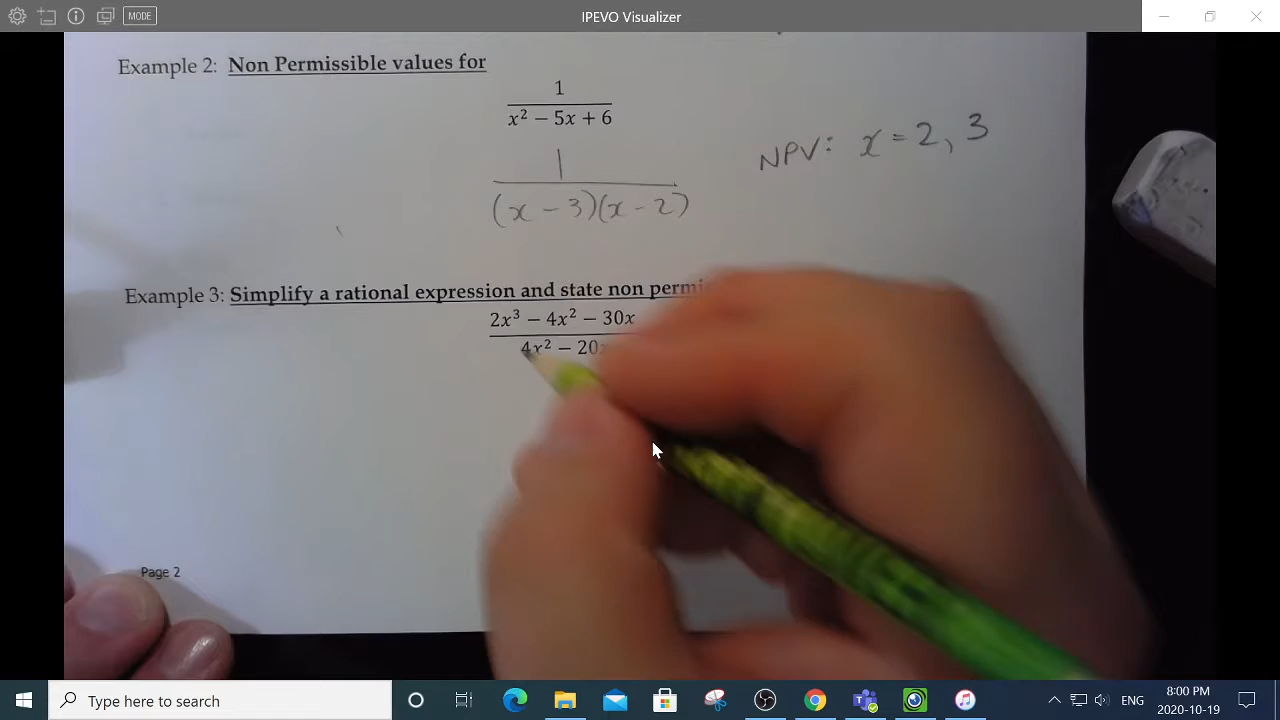 IPEVO Visualizer
MODE
Example 2: Non Permissible values for
1
x² − 5x + 6
1
(x − 3)(x − 2)
NPV: x = 2, 3
Example 3: Simplify a rational expression and state non
2x³ − 4x² − 30x
4x² − 20
Page 2
Type here to search
ENG
8:00 PM
2020-10-19